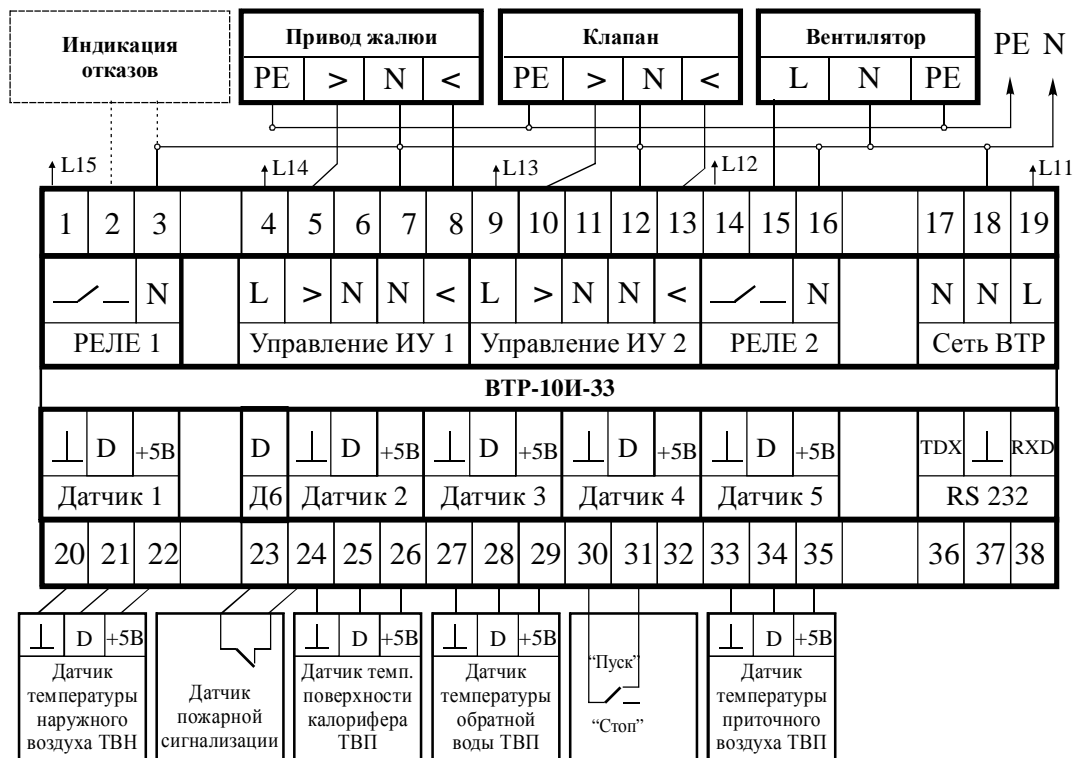 Индикация отказов
Привод жалюи
PE > N <
Клапан
PE > N <
Вентилятор
L N PE
PE N
L15 L14 L13 L12 L11
1 2 3 4 5 6 7 8 9 10 11 12 13 14 15 16 17 18 19
N L > N N < L > N N < N N N L
РЕЛЕ 1 Управление ИУ 1 Управление ИУ 2 РЕЛЕ 2 Сеть ВТР
ВТР-10И-33
⊥ D +5В D ⊥ D +5В ⊥ D +5В ⊥ D +5В ⊥ D +5В TDX ⊥ RXD
Датчик 1 Д6 Датчик 2 Датчик 3 Датчик 4 Датчик 5 RS 232
20 21 22 23 24 25 26 27 28 29 30 31 32 33 34 35 36 37 38
⊥ D +5В
Датчик
температуры
наружного
воздуха ТВН
Датчик
пожарной
сигнализации
⊥ D +5В
Датчик темп.
поверхности
калорифера
ТВП
⊥ D +5В
Датчик
температуры
обратной
воды ТВП
“Пуск”
“Стоп”
⊥ D +5В
Датчик
температуры
приточного
воздуха ТВП